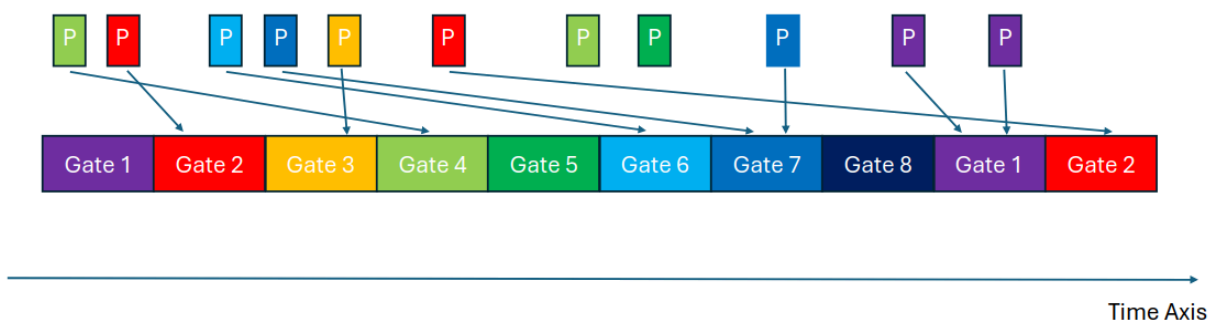 P P P P P P P P P P P
Gate 1 Gate 2 Gate 3 Gate 4 Gate 5 Gate 6 Gate 7 Gate 8 Gate 1 Gate 2
Time Axis